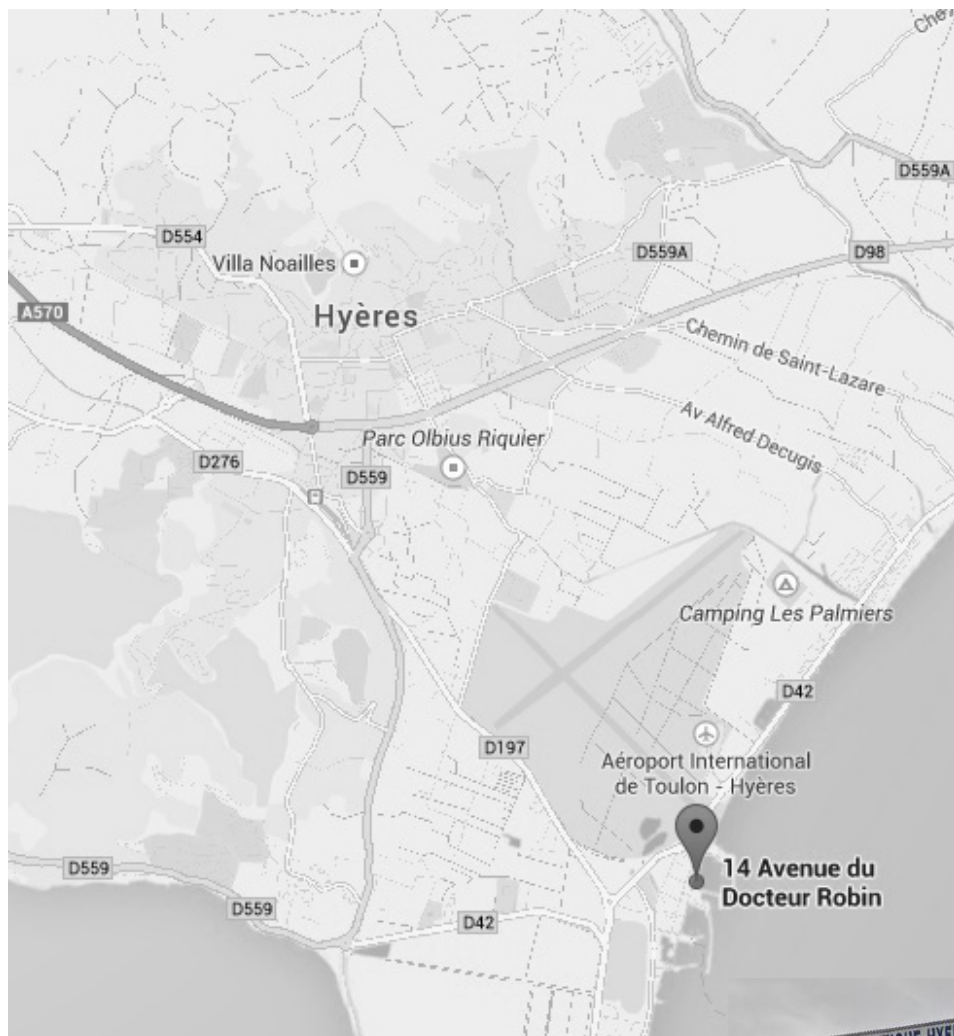 Che
D559A
D554
Villa Noailles
D559A
D98
A570
Hyères
Chemin de Saint-Lazare
Parc Olbius Riquier
Av Alfred Decugis
D276
D559
Camping Les Palmiers
D42
D197
Aéroport International
de Toulon - Hyères
14 Avenue du
Docteur Robin
D559
D559
D42